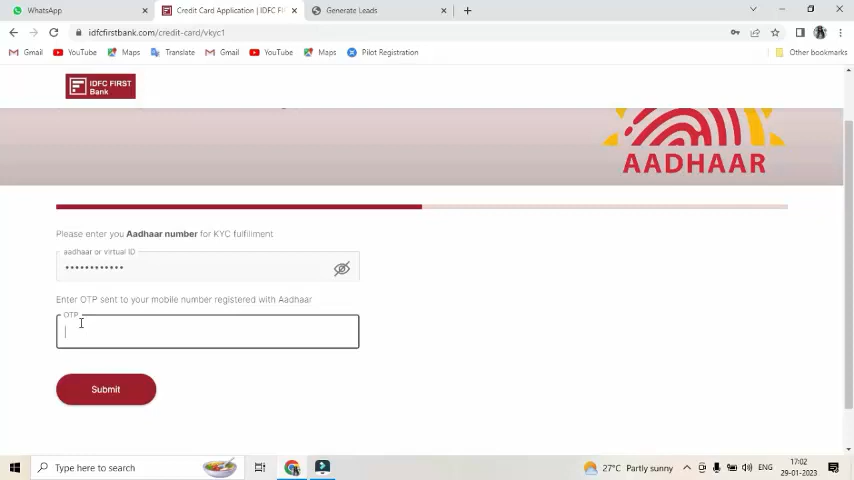 WhatsApp
Credit Card Application | IDFC FI
Generate Leads
idfcfirstbank.com/credit-card/vkyc1
Gmail
YouTube
Maps
Translate
Gmail
YouTube
Maps
Pilot Registration
Other bookmarks
IDFC FIRST
Bank
AADHAAR
Please enter you Aadhaar number for KYC fulfillment
aadhaar or virtual ID
••••••••••••
Enter OTP sent to your mobile number registered with Aadhaar
OTP
Submit
Type here to search
27°C Partly sunny
ENG
17:02
29-01-2023